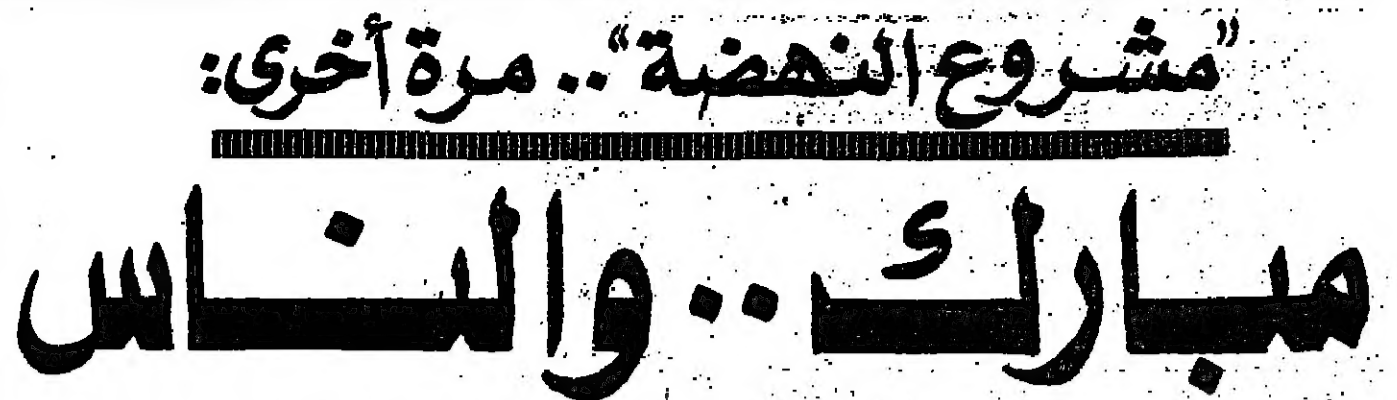 ”مشروع النهضة“ .. مرة أخرى:
مبارك .. والناس